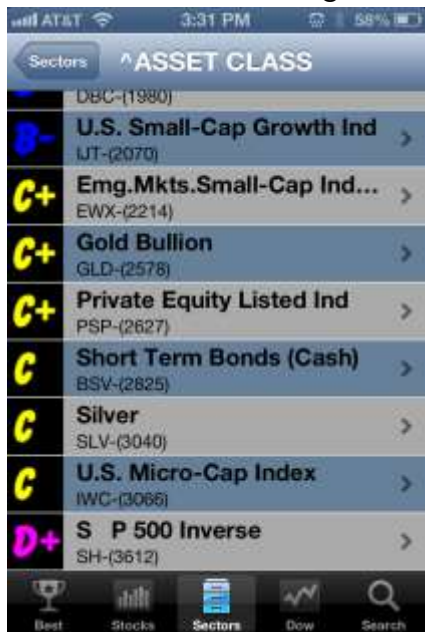 AT&T 3:31 PM 58%
Sectors ^ASSET CLASS
DBC-(1980)
B- U.S. Small-Cap Growth Ind
IJT-(2070)
C+ Emg.Mkts.Small-Cap Ind...
EWX-(2214)
C+ Gold Bullion
GLD-(2578)
C+ Private Equity Listed Ind
PSP-(2627)
C Short Term Bonds (Cash)
BSV-(2825)
C Silver
SLV-(3040)
C U.S. Micro-Cap Index
IWC-(3066)
D+ S P 500 Inverse
SH-(3612)
Best Stocks Sectors Dow Search